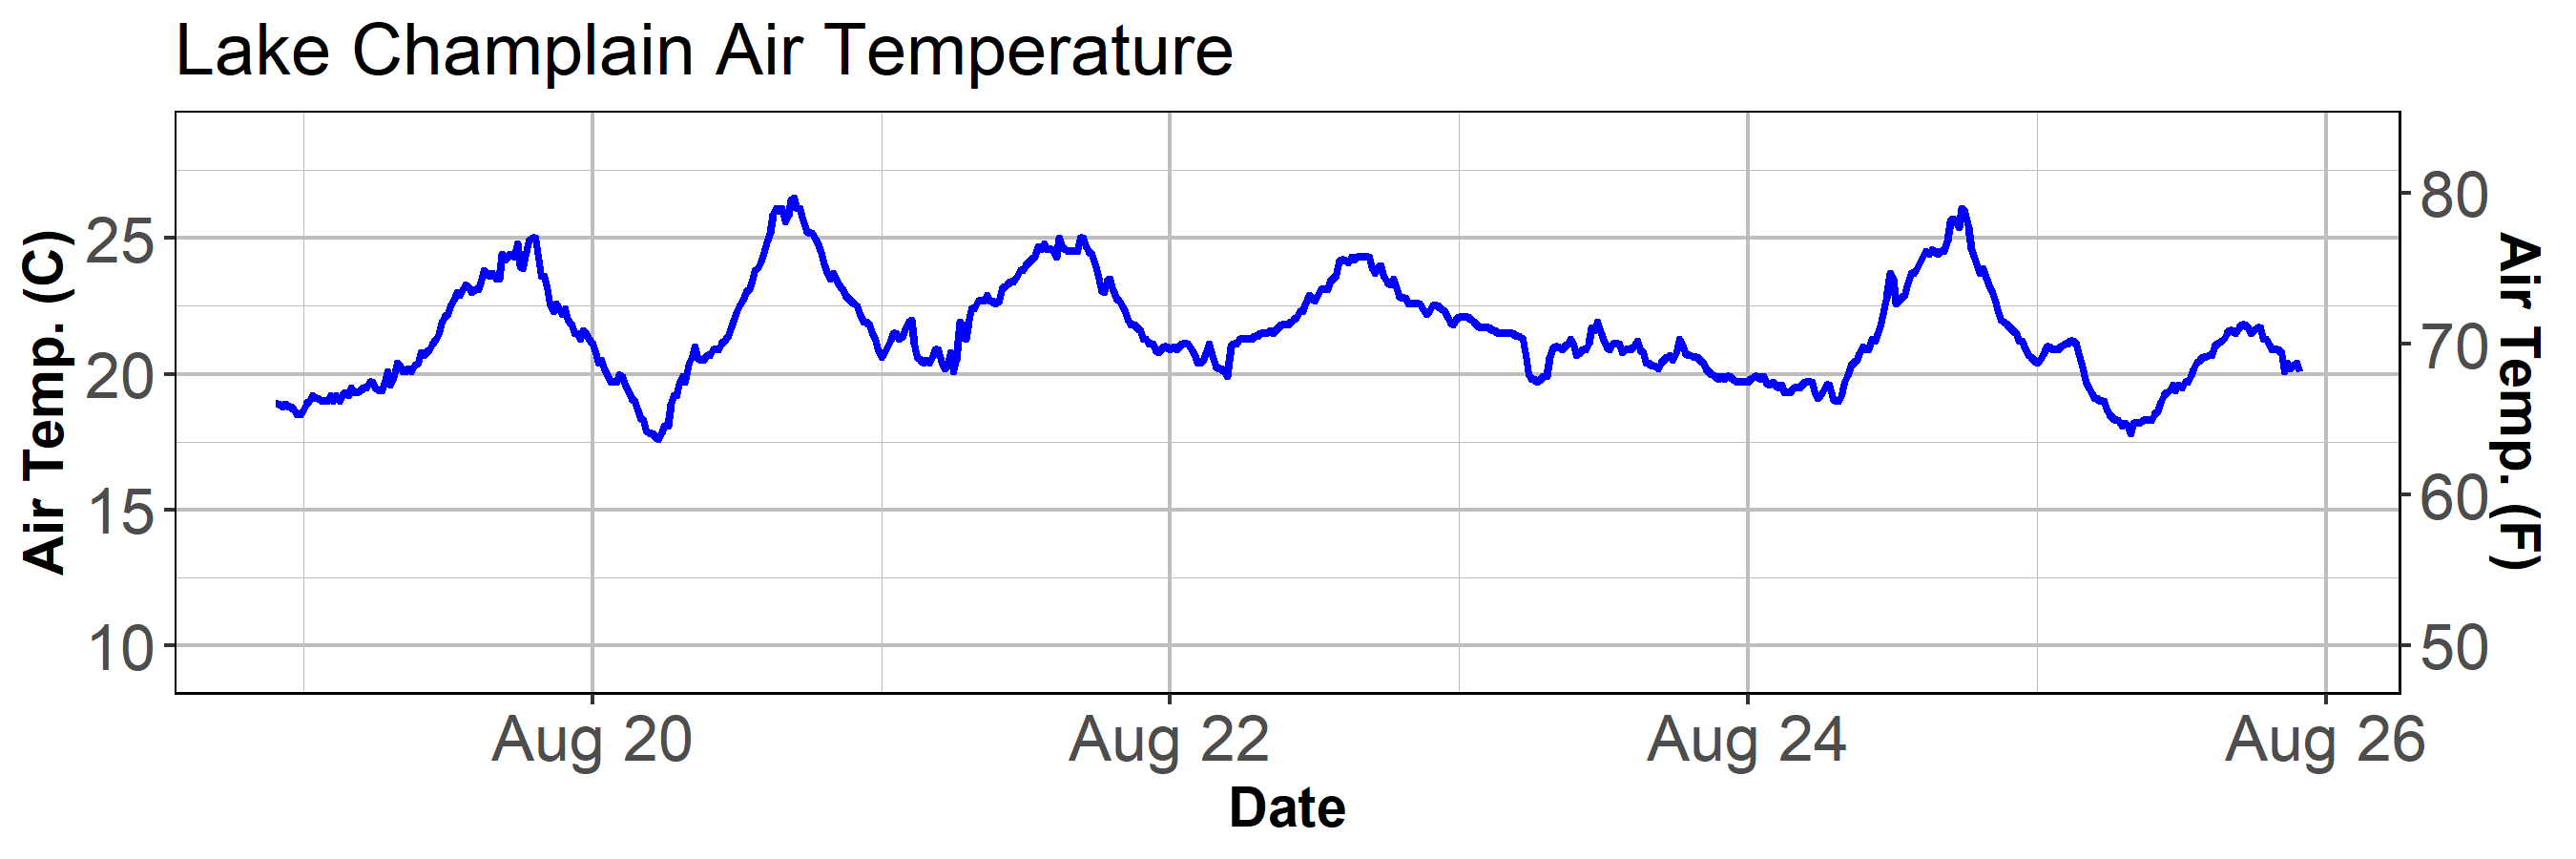 Lake Champlain Air Temperature
Air Temp. (C)
25
20
15
10
80
70
60
50
Air Temp. (F)
Aug 20 Aug 22 Aug 24 Aug 26
Date